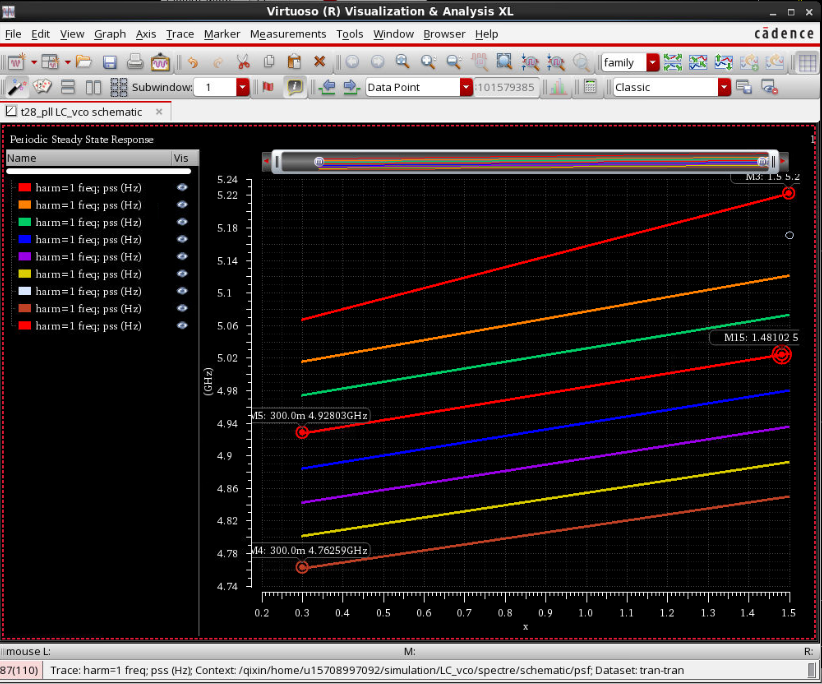 Virtuoso (R) Visualization & Analysis XL
File Edit View Graph Axis Trace Marker Measurements Tools Window Browser Help
cādence
family
Subwindow: 1
Data Point
:101579385
Classic
t28_pll LC_vco schematic
Periodic Steady State Response
1
Name Vis
harm=1 freq; pss (Hz)
harm=1 freq; pss (Hz)
harm=1 freq; pss (Hz)
harm=1 freq; pss (Hz)
harm=1 freq; pss (Hz)
harm=1 freq; pss (Hz)
harm=1 freq; pss (Hz)
harm=1 freq; pss (Hz)
harm=1 freq; pss (Hz)
M3: 1.5 5.2
5.24
5.22
5.18
5.14
5.1
5.06
5.02
4.98
4.94
4.9
4.86
4.82
4.78
4.74
(GHz)
M15: 1.48102 5
M5: 300.0m 4.92803GHz
M4: 300.0m 4.76259GHz
0.2 0.3 0.4 0.5 0.6 0.7 0.8 0.9 1.0 1.1 1.2 1.3 1.4 1.5
x
mouse L: M: R:
87(110) Trace: harm=1 freq; pss (Hz); Context: /qixin/home/u15708997092/simulation/LC_vco/spectre/schematic/psf; Dataset: tran-tran